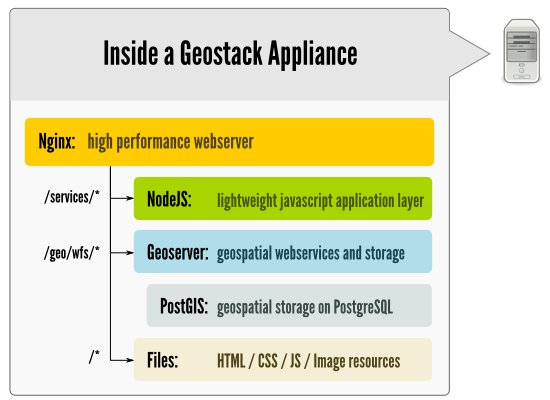 Inside a Geostack Appliance
Nginx: high performance webserver
/services/* NodeJS: lightweight javascript application layer
/geo/wfs/* Geoserver: geospatial webservices and storage
PostGIS: geospatial storage on PostgreSQL
/* Files: HTML / CSS / JS / Image resources